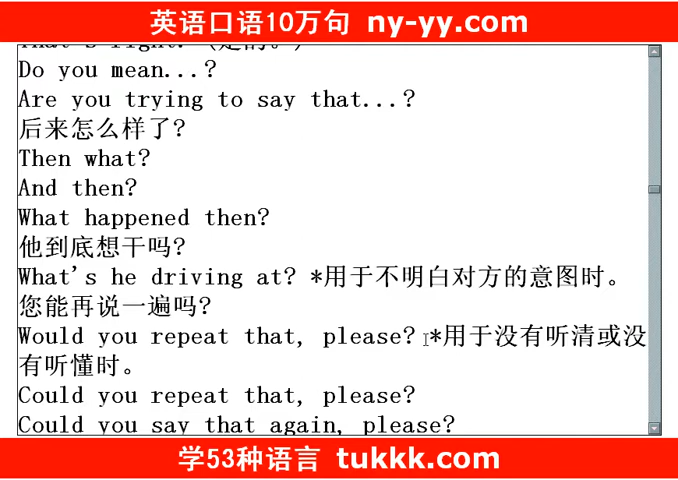 英语口语10万句 ny-yy.com
That's right. (是的。)
Do you mean...?
Are you trying to say that...?
后来怎么样了?
Then what?
And then?
What happened then?
他到底想干吗?
What's he driving at? *用于不明白对方的意图时。
您能再说一遍吗?
Would you repeat that, please? *用于没有听清或没
有听懂时。
Could you repeat that, please?
Could you say that again, please?
学53种语言 tukkk.com